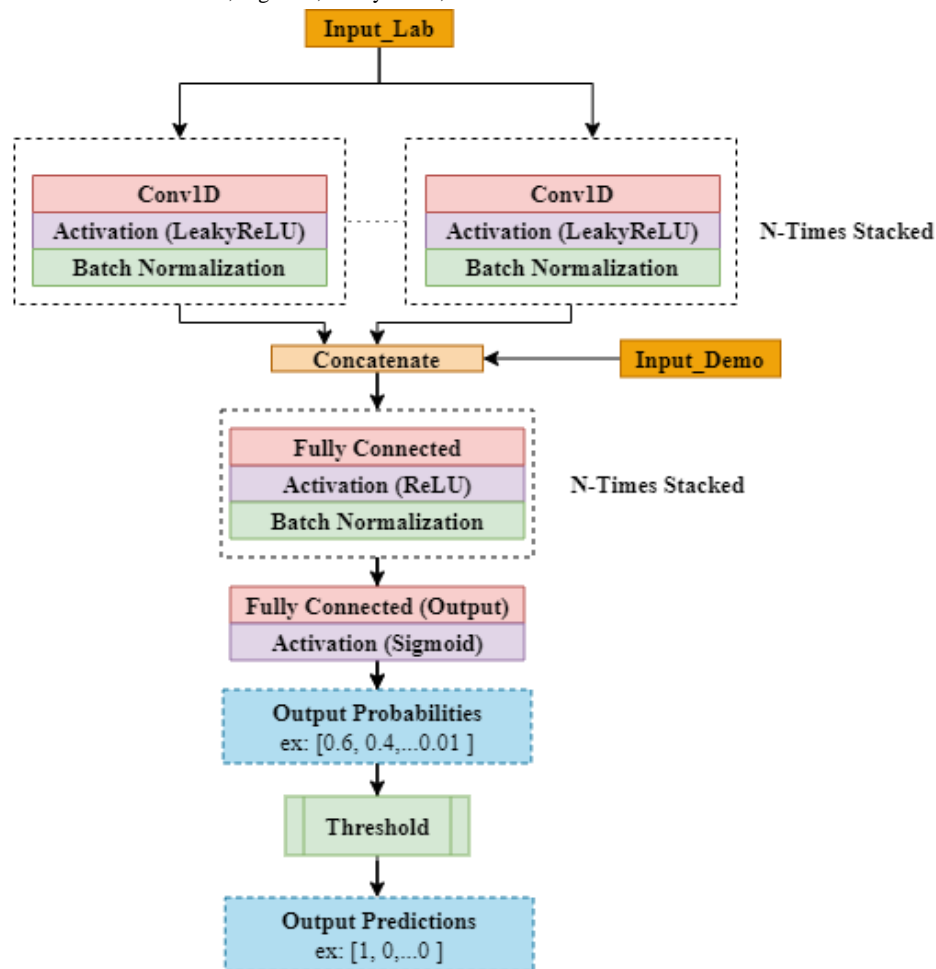 Input_Lab
Conv1D
Activation (LeakyReLU)
Batch Normalization
Conv1D
Activation (LeakyReLU)
Batch Normalization
N-Times Stacked
Concatenate
Input_Demo
Fully Connected
Activation (ReLU)
Batch Normalization
N-Times Stacked
Fully Connected (Output)
Activation (Sigmoid)
Output Probabilities
ex: [0.6, 0.4,...0.01 ]
Threshold
Output Predictions
ex: [1, 0,...0 ]